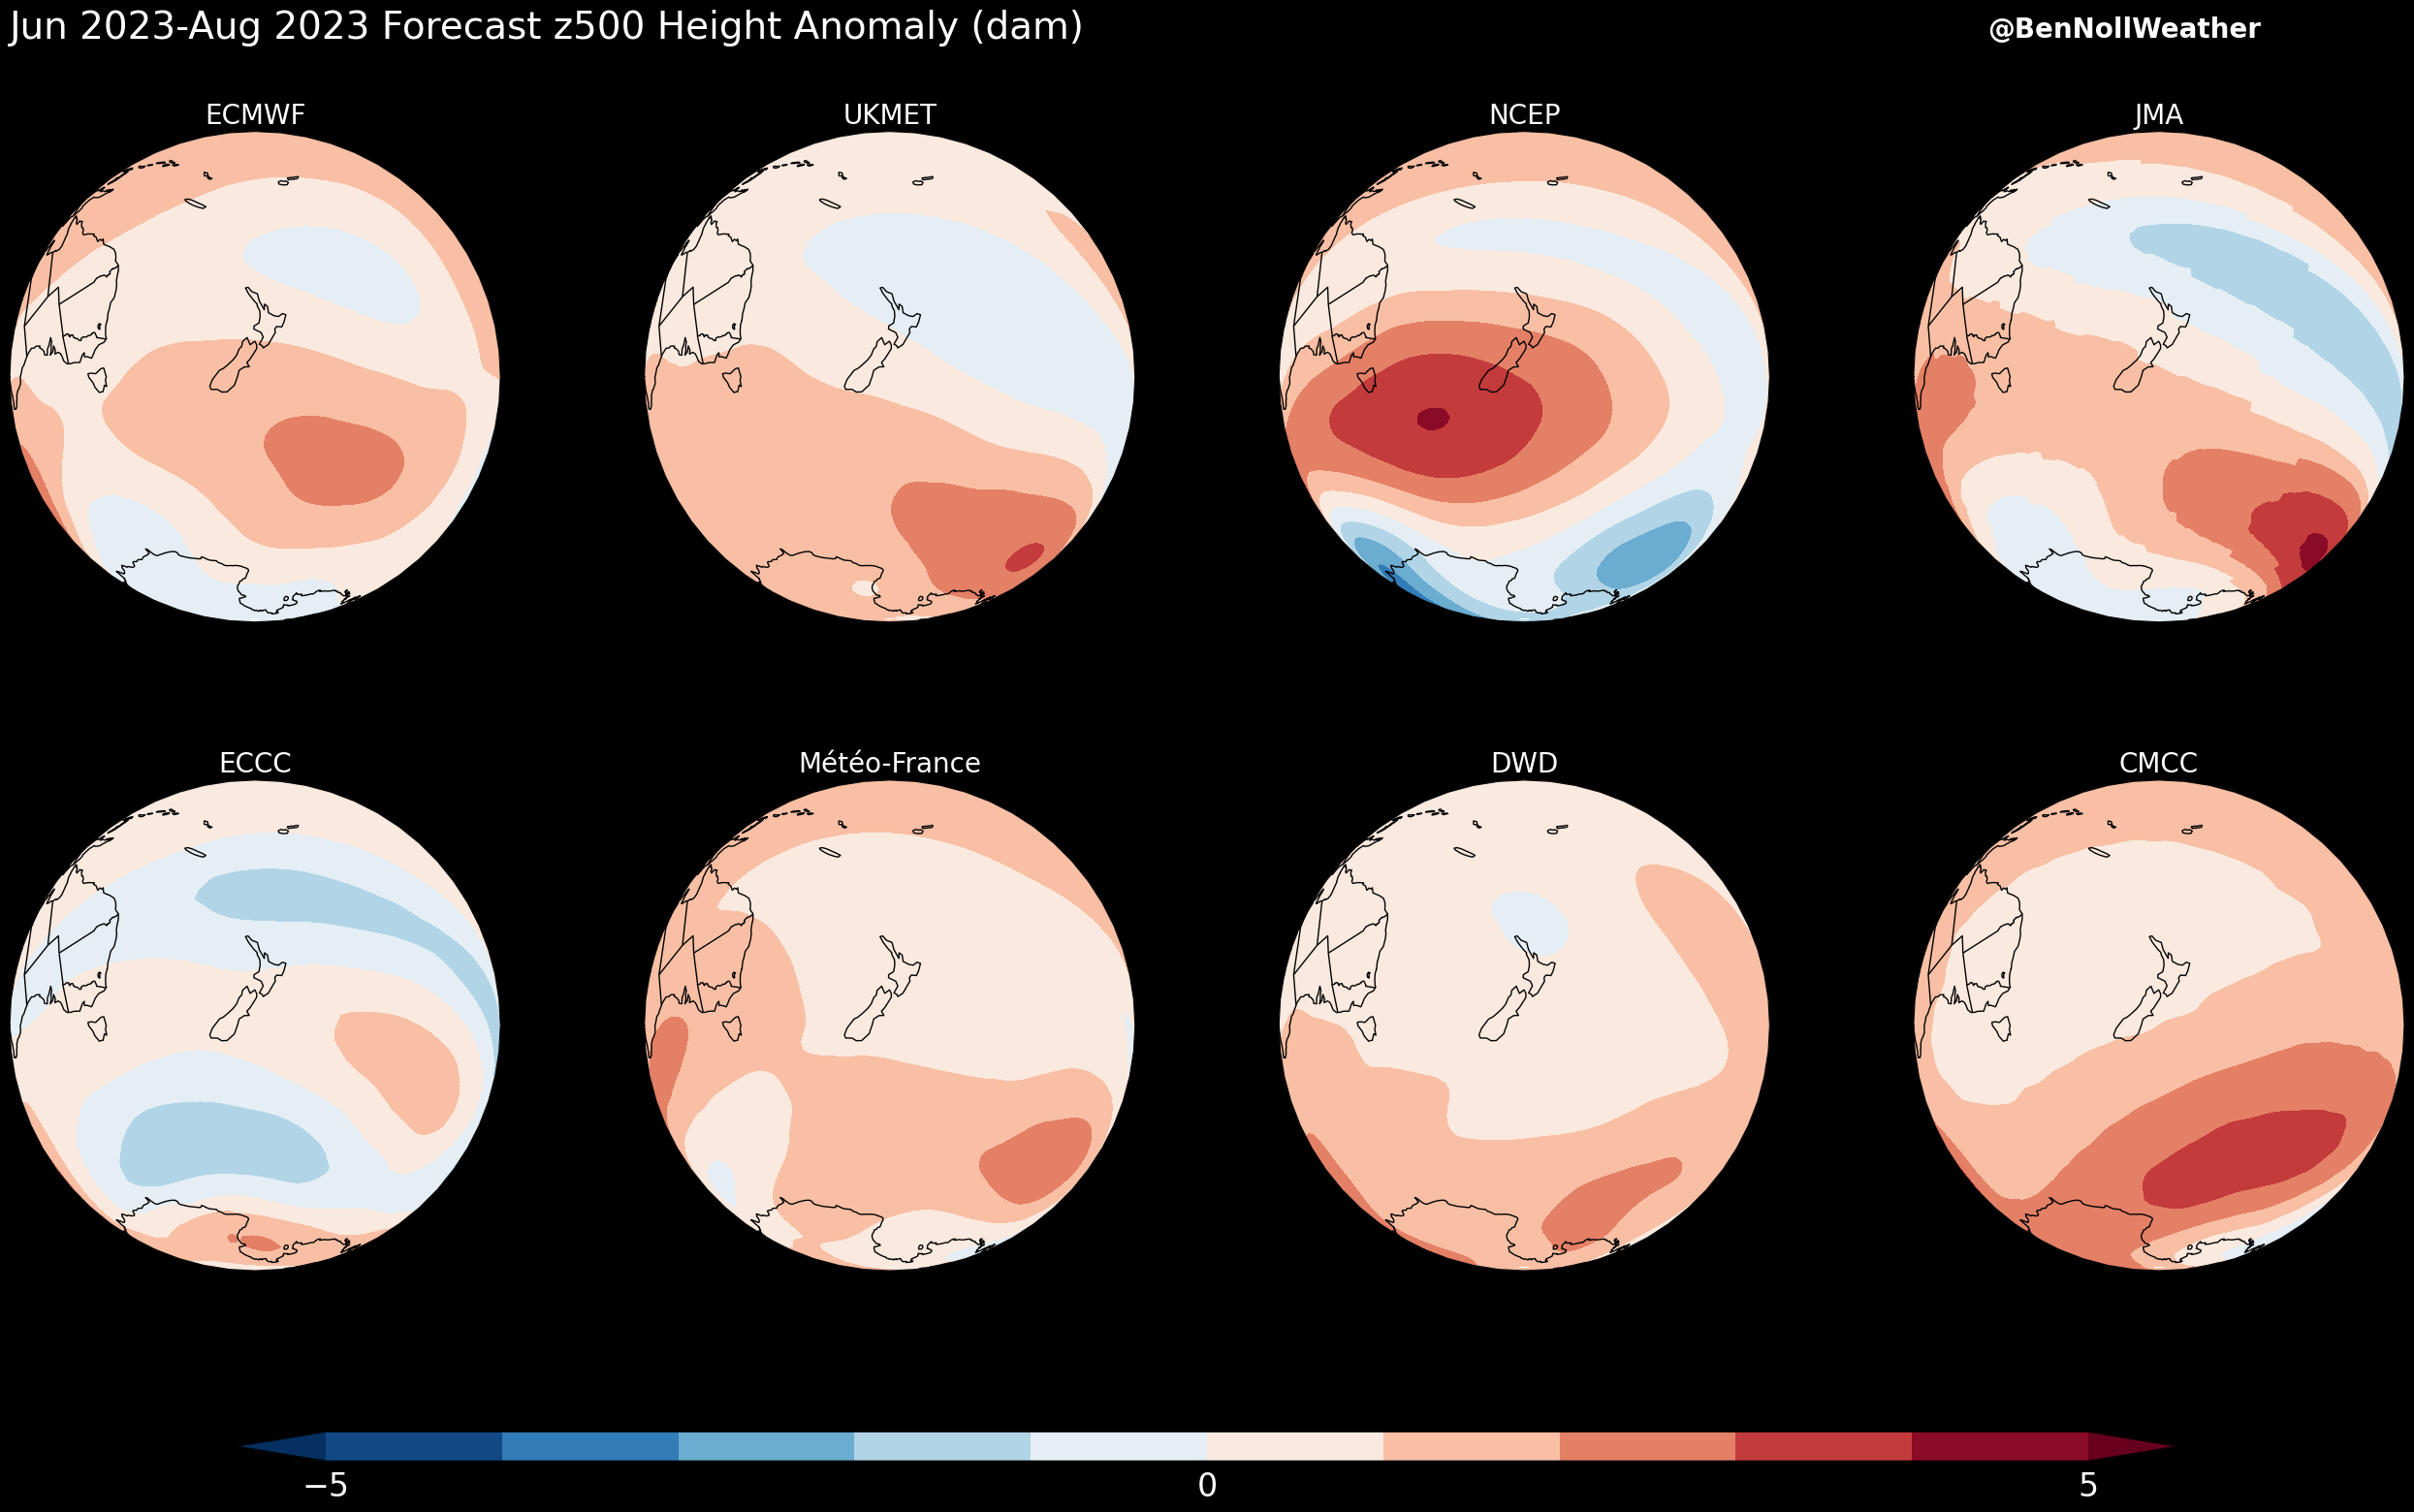 Jun 2023-Aug 2023 Forecast z500 Height Anomaly (dam)
@BenNollWeather
ECMWF
UKMET
NCEP
JMA
ECCC
Météo-France
DWD
CMCC
−5
0
5